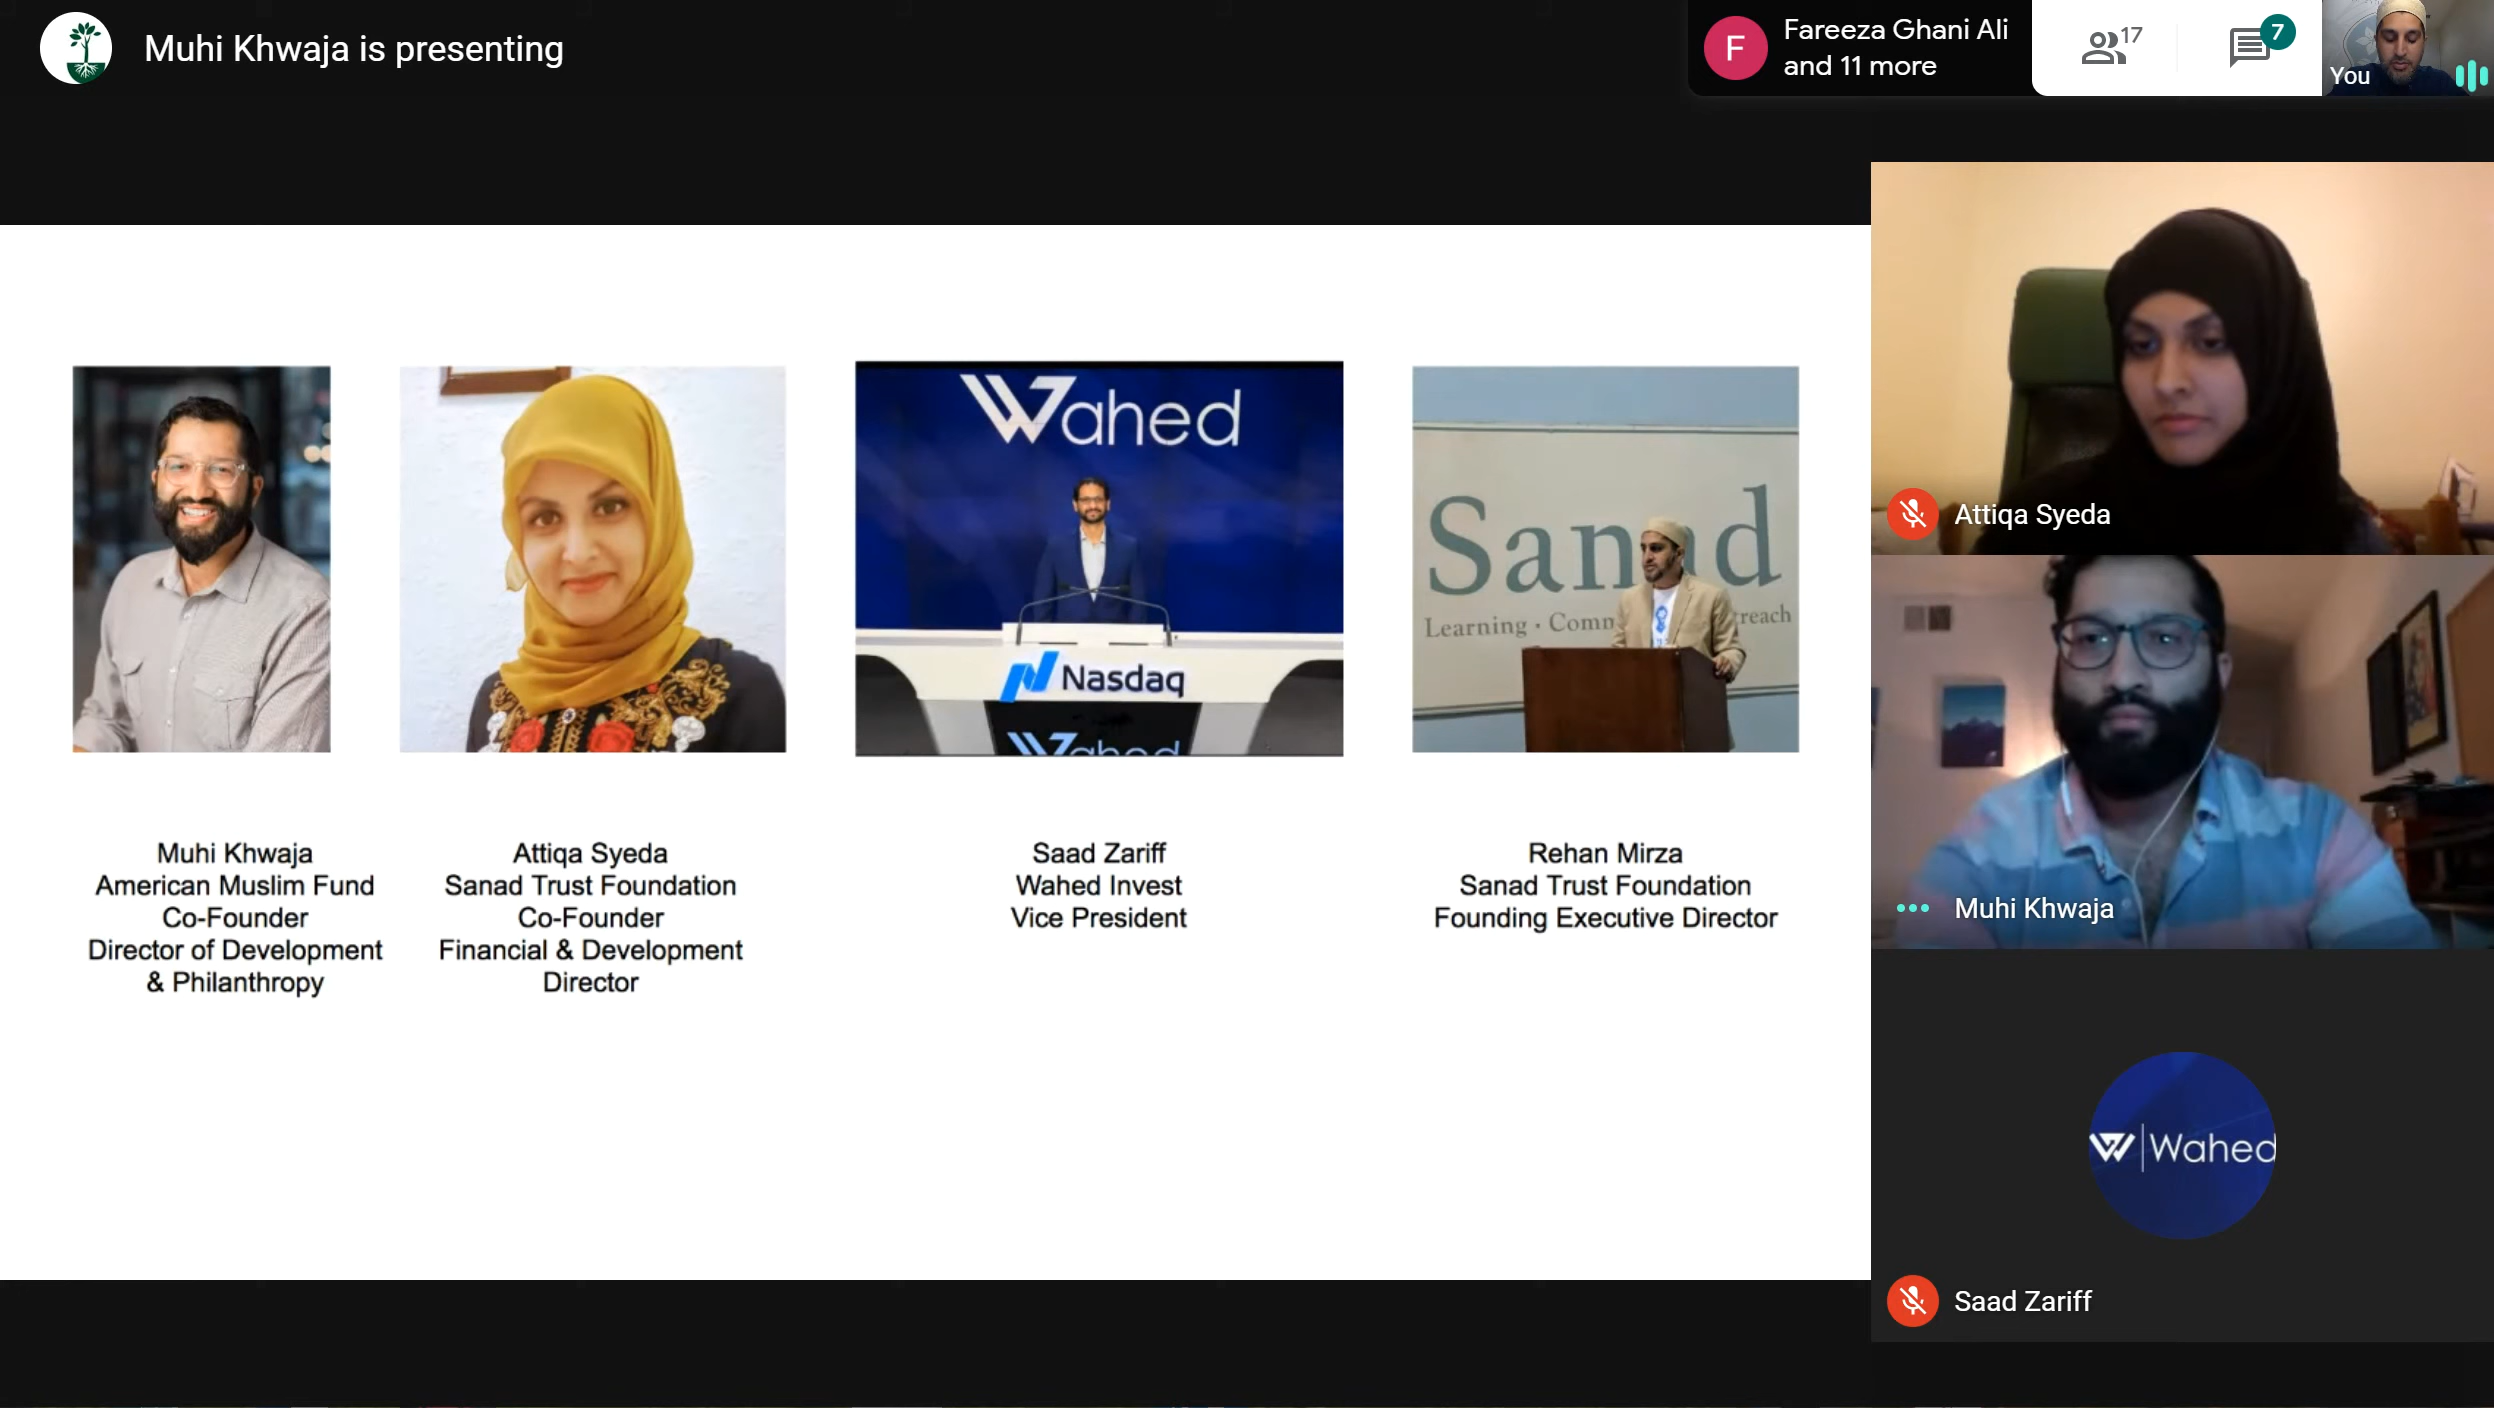 Muhi Khwaja is presenting
F
Fareeza Ghani Ali
and 11 more
17
7
You
Wahed
Nasdaq
Wahed
Sanad
Learning · Comm
reach
Muhi Khwaja
American Muslim Fund
Co-Founder
Director of Development
& Philanthropy
Attiqa Syeda
Sanad Trust Foundation
Co-Founder
Financial & Development
Director
Saad Zariff
Wahed Invest
Vice President
Rehan Mirza
Sanad Trust Foundation
Founding Executive Director
Attiqa Syeda
Muhi Khwaja
Wahed
Saad Zariff